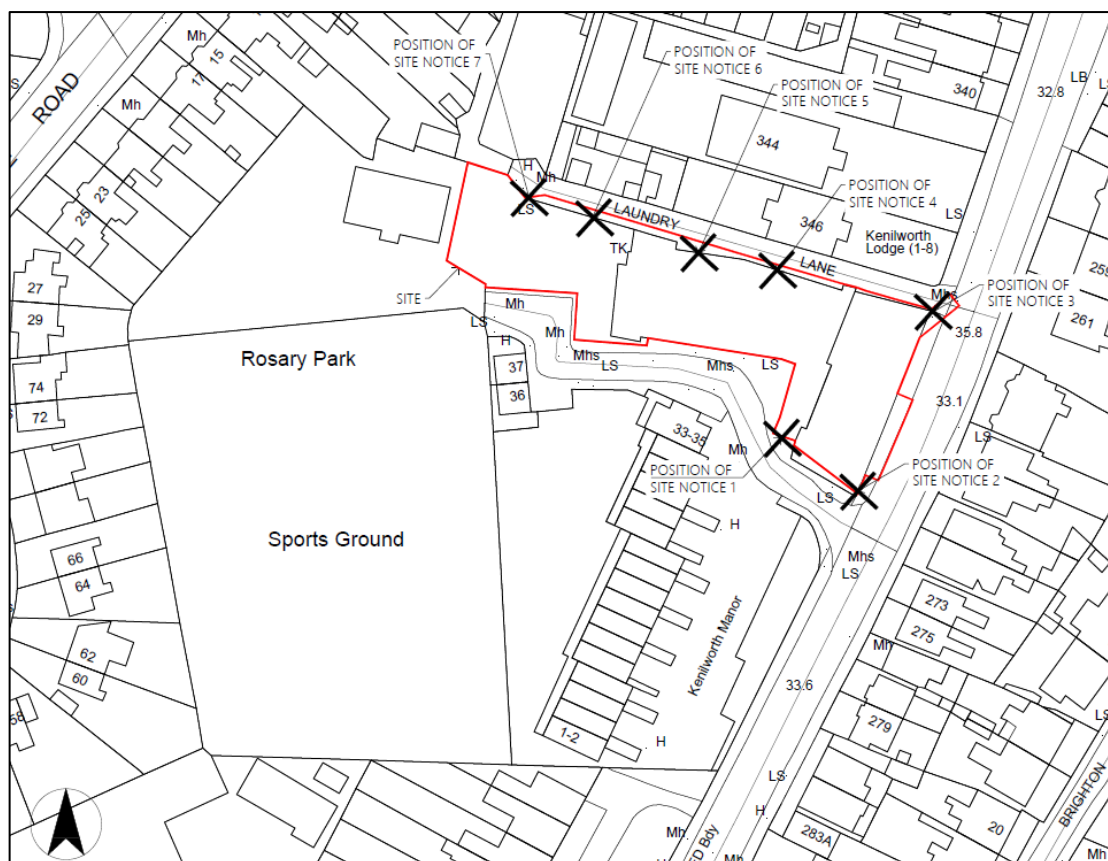 POSITION OF
SITE NOTICE 7
POSITION OF
SITE NOTICE 6
POSITION OF
SITE NOTICE 5
POSITION OF
SITE NOTICE 4
POSITION OF
SITE NOTICE 3
POSITION OF
SITE NOTICE 2
POSITION OF
SITE NOTICE 1
SITE
Mh
15
17
Mh
ROAD
23
25
27
29
74
72
66
64
62
60
58
H
Mh
LS
LAUNDRY
LANE
TK
344
346
340
LB
32.8
LS
Kenilworth
Lodge (1-8)
Mhs
35.8
259
261
33.1
LS
Mh
LS
Mh
H
Mhs
LS
Mhs
LS
37
36
33-35
Mh
LS
H
Mhs
LS
Rosary Park
Sports Ground
Kenilworth Manor
1-2
H
33.6
273
275
Mh
279
LS
LS
H
BRIGHTON
20
283A
Mh
Mh
D Bdy
Mh